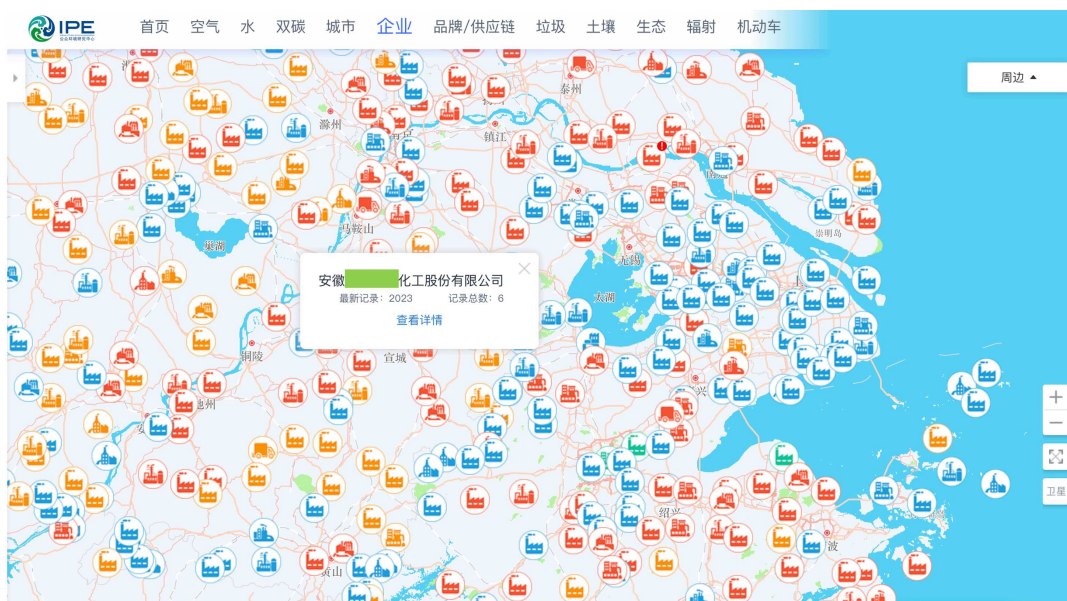 IPE
首页 空气 水 双碳 城市 企业 品牌/供应链 垃圾 土壤 生态 辐射 机动车
周边
泰州
滁州
镇江
马鞍山
巢湖
崇明岛
无锡
太湖
安徽 化工股份有限公司
最新记录：2023 记录总数：6
查看详情
铜陵
宣城
池州
卫星
绍兴
黄山
波